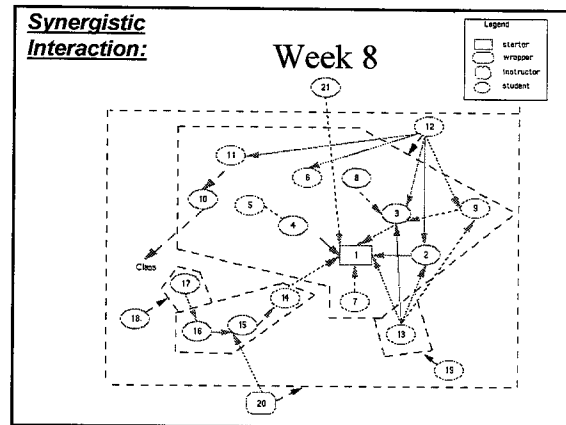 Synergistic
Interaction:
Week 8
Legend
starter
wrapper
instructor
student
21
12
11
6
8
10
5
3
9
4
1
2
Class
17
14
7
18
16
15
13
19
20